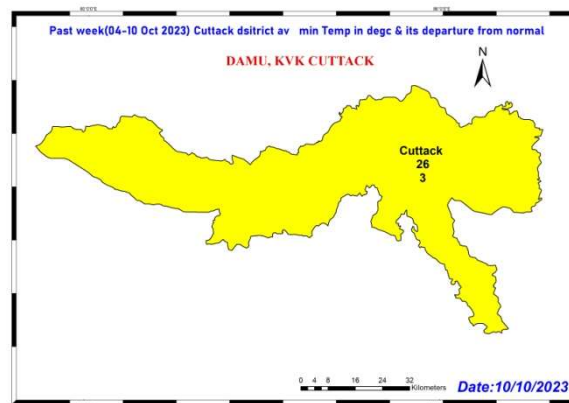 Past week(04-10 Oct 2023) Cuttack dsitrict av min Temp in degc & its departure from normal
DAMU, KVK CUTTACK
N
Cuttack
26
3
0 4 8 16 24 32
Kilometers
Date:10/10/2023